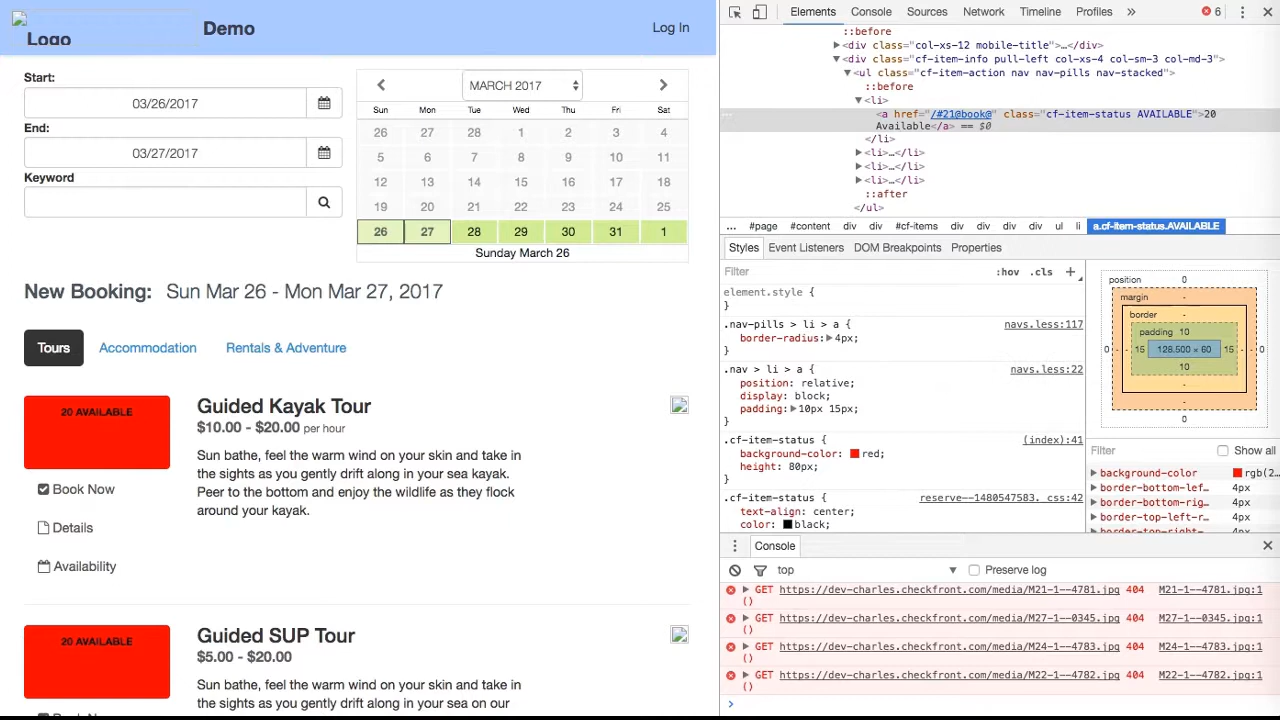 Logo
Demo
Log In
Start:
03/26/2017
End:
03/27/2017
Keyword
MARCH 2017
Sun Mon Tue Wed Thu Fri Sat
26 27 28 1 2 3 4
5 6 7 8 9 10 11
12 13 14 15 16 17 18
19 20 21 22 23 24 25
26 27 28 29 30 31 1
Sunday March 26
New Booking: Sun Mar 26 - Mon Mar 27, 2017
Tours Accommodation Rentals & Adventure
20 AVAILABLE
Guided Kayak Tour
$10.00 - $20.00 per hour
Sun bathe, feel the warm wind on your skin and take in
the sights as you gently drift along in your sea kayak.
Peer to the bottom and enjoy the wildlife as they flock
around your kayak.
Book Now
Details
Availability
20 AVAILABLE
Guided SUP Tour
$5.00 - $20.00
Sun bathe, feel the warm wind on your skin and take in
the sights as you gently drift along in your sea on our
Elements Console Sources Network Timeline Profiles » 6
::before
<div class="col-xs-12 mobile-title">…</div>
<div class="cf-item-info pull-left col-xs-4 col-sm-3 col-md-3">
<ul class="cf-item-action nav nav-pills nav-stacked">
::before
<li>
<a href="/#21@book@" class="cf-item-status AVAILABLE">20
Available</a> == $0
</li>
<li>…</li>
<li>…</li>
<li>…</li>
::after
</ul>
... #page #content div div #cf-items div div div div ul li a.cf-item-status.AVAILABLE
Styles Event Listeners DOM Breakpoints Properties
Filter :hov .cls +
element.style {
}
.nav-pills > li > a { navs.less:117
border-radius: 4px;
}
.nav > li > a { navs.less:22
position: relative;
display: block;
padding: 10px 15px;
}
.cf-item-status { (index):41
background-color: red;
height: 80px;
}
.cf-item-status { reserve--1480547583. css:42
text-align: center;
color: black;
position 0
margin -
border -
padding 10
0 - - 15 128.500 × 60 15 - - 0
10
-
-
0
Filter Show all
background-color rgb(2…
border-bottom-lef… 4px
border-bottom-rig… 4px
border-top-left-r… 4px
Console
top Preserve log
GET https://dev-charles.checkfront.com/media/M21-1--4781.jpg 404 M21-1--4781.jpg:1
()
GET https://dev-charles.checkfront.com/media/M27-1--0345.jpg 404 M27-1--0345.jpg:1
()
GET https://dev-charles.checkfront.com/media/M24-1--4783.jpg 404 M24-1--4783.jpg:1
()
GET https://dev-charles.checkfront.com/media/M22-1--4782.jpg 404 M22-1--4782.jpg:1
()
>